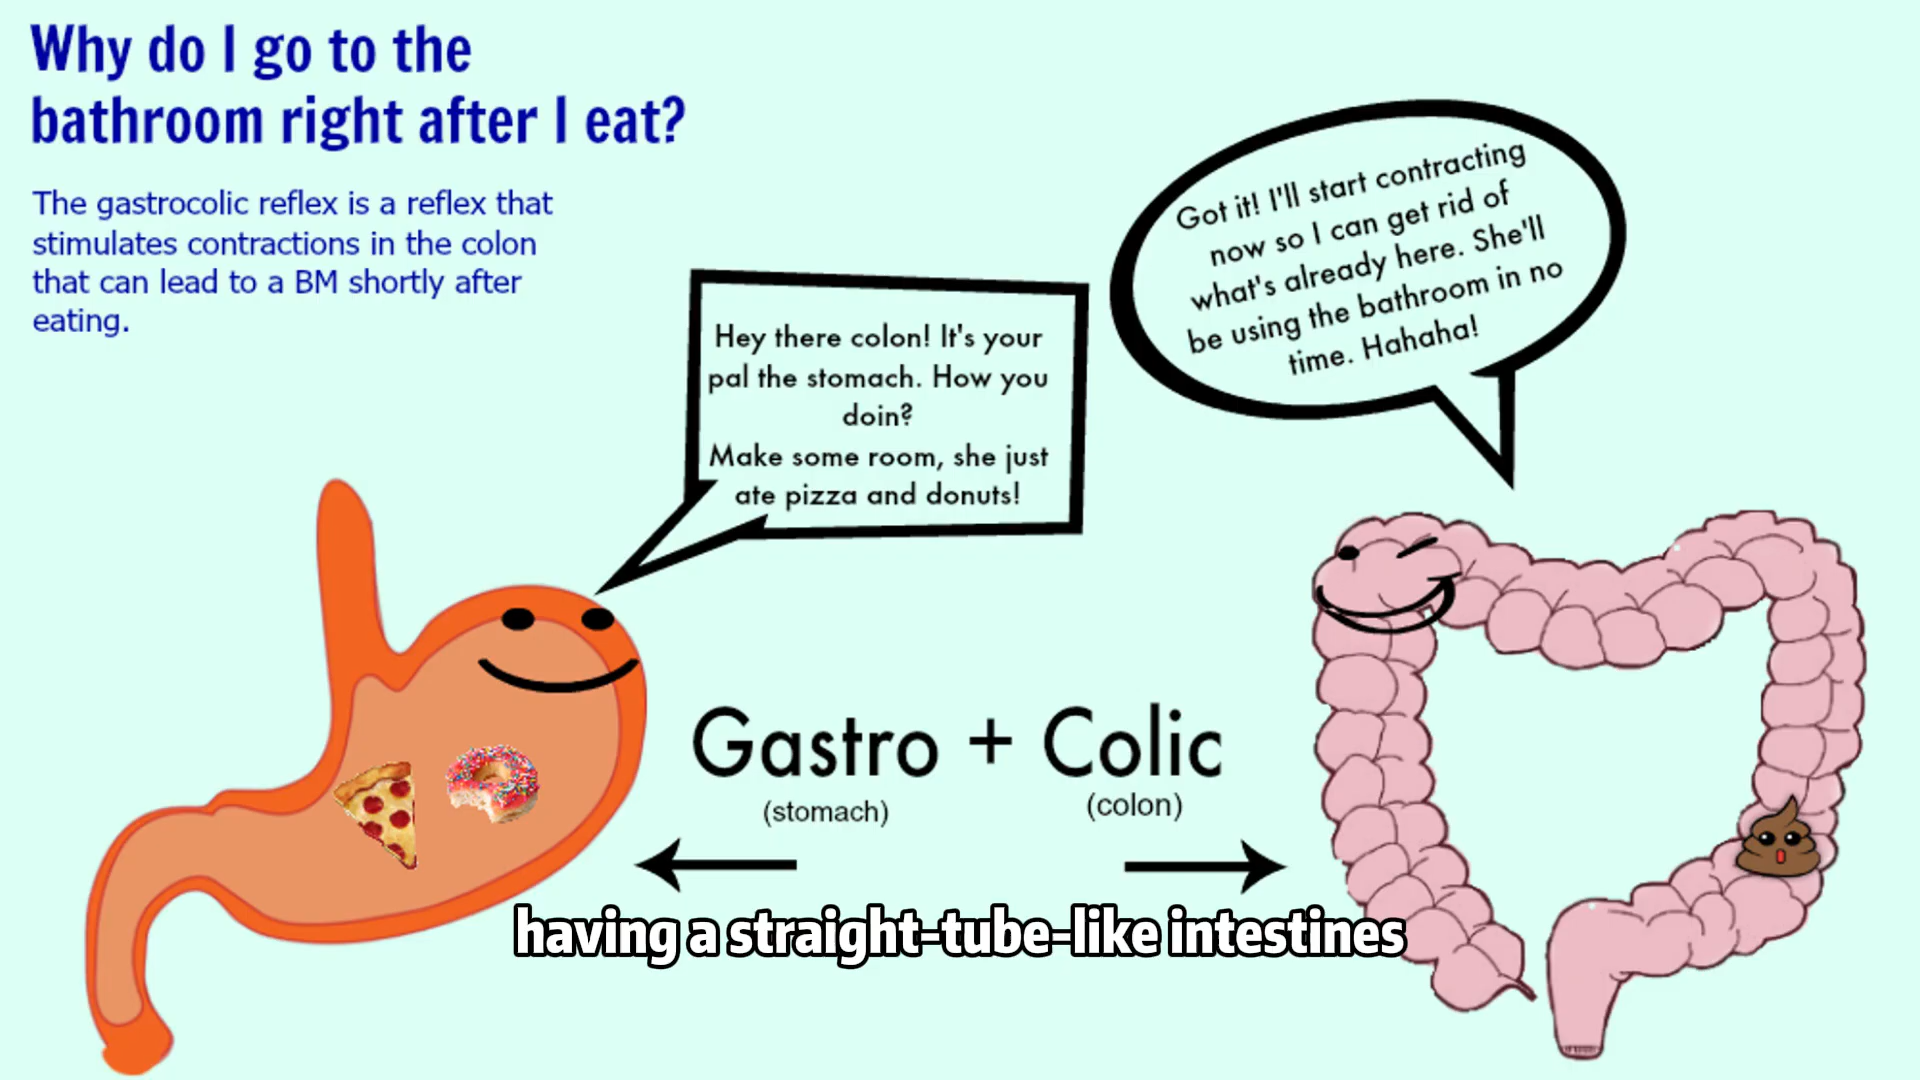 Why do I go to the
bathroom right after I eat?
The gastrocolic reflex is a reflex that
stimulates contractions in the colon
that can lead to a BM shortly after
eating.
Hey there colon! It's your
pal the stomach. How you
doin?
Make some room, she just
ate pizza and donuts!
Got it! I'll start contracting
now so I can get rid of
what's already here. She'll
be using the bathroom in no
time. Hahaha!
Gastro + Colic
(stomach)
(colon)
having a straight-tube-like intestines